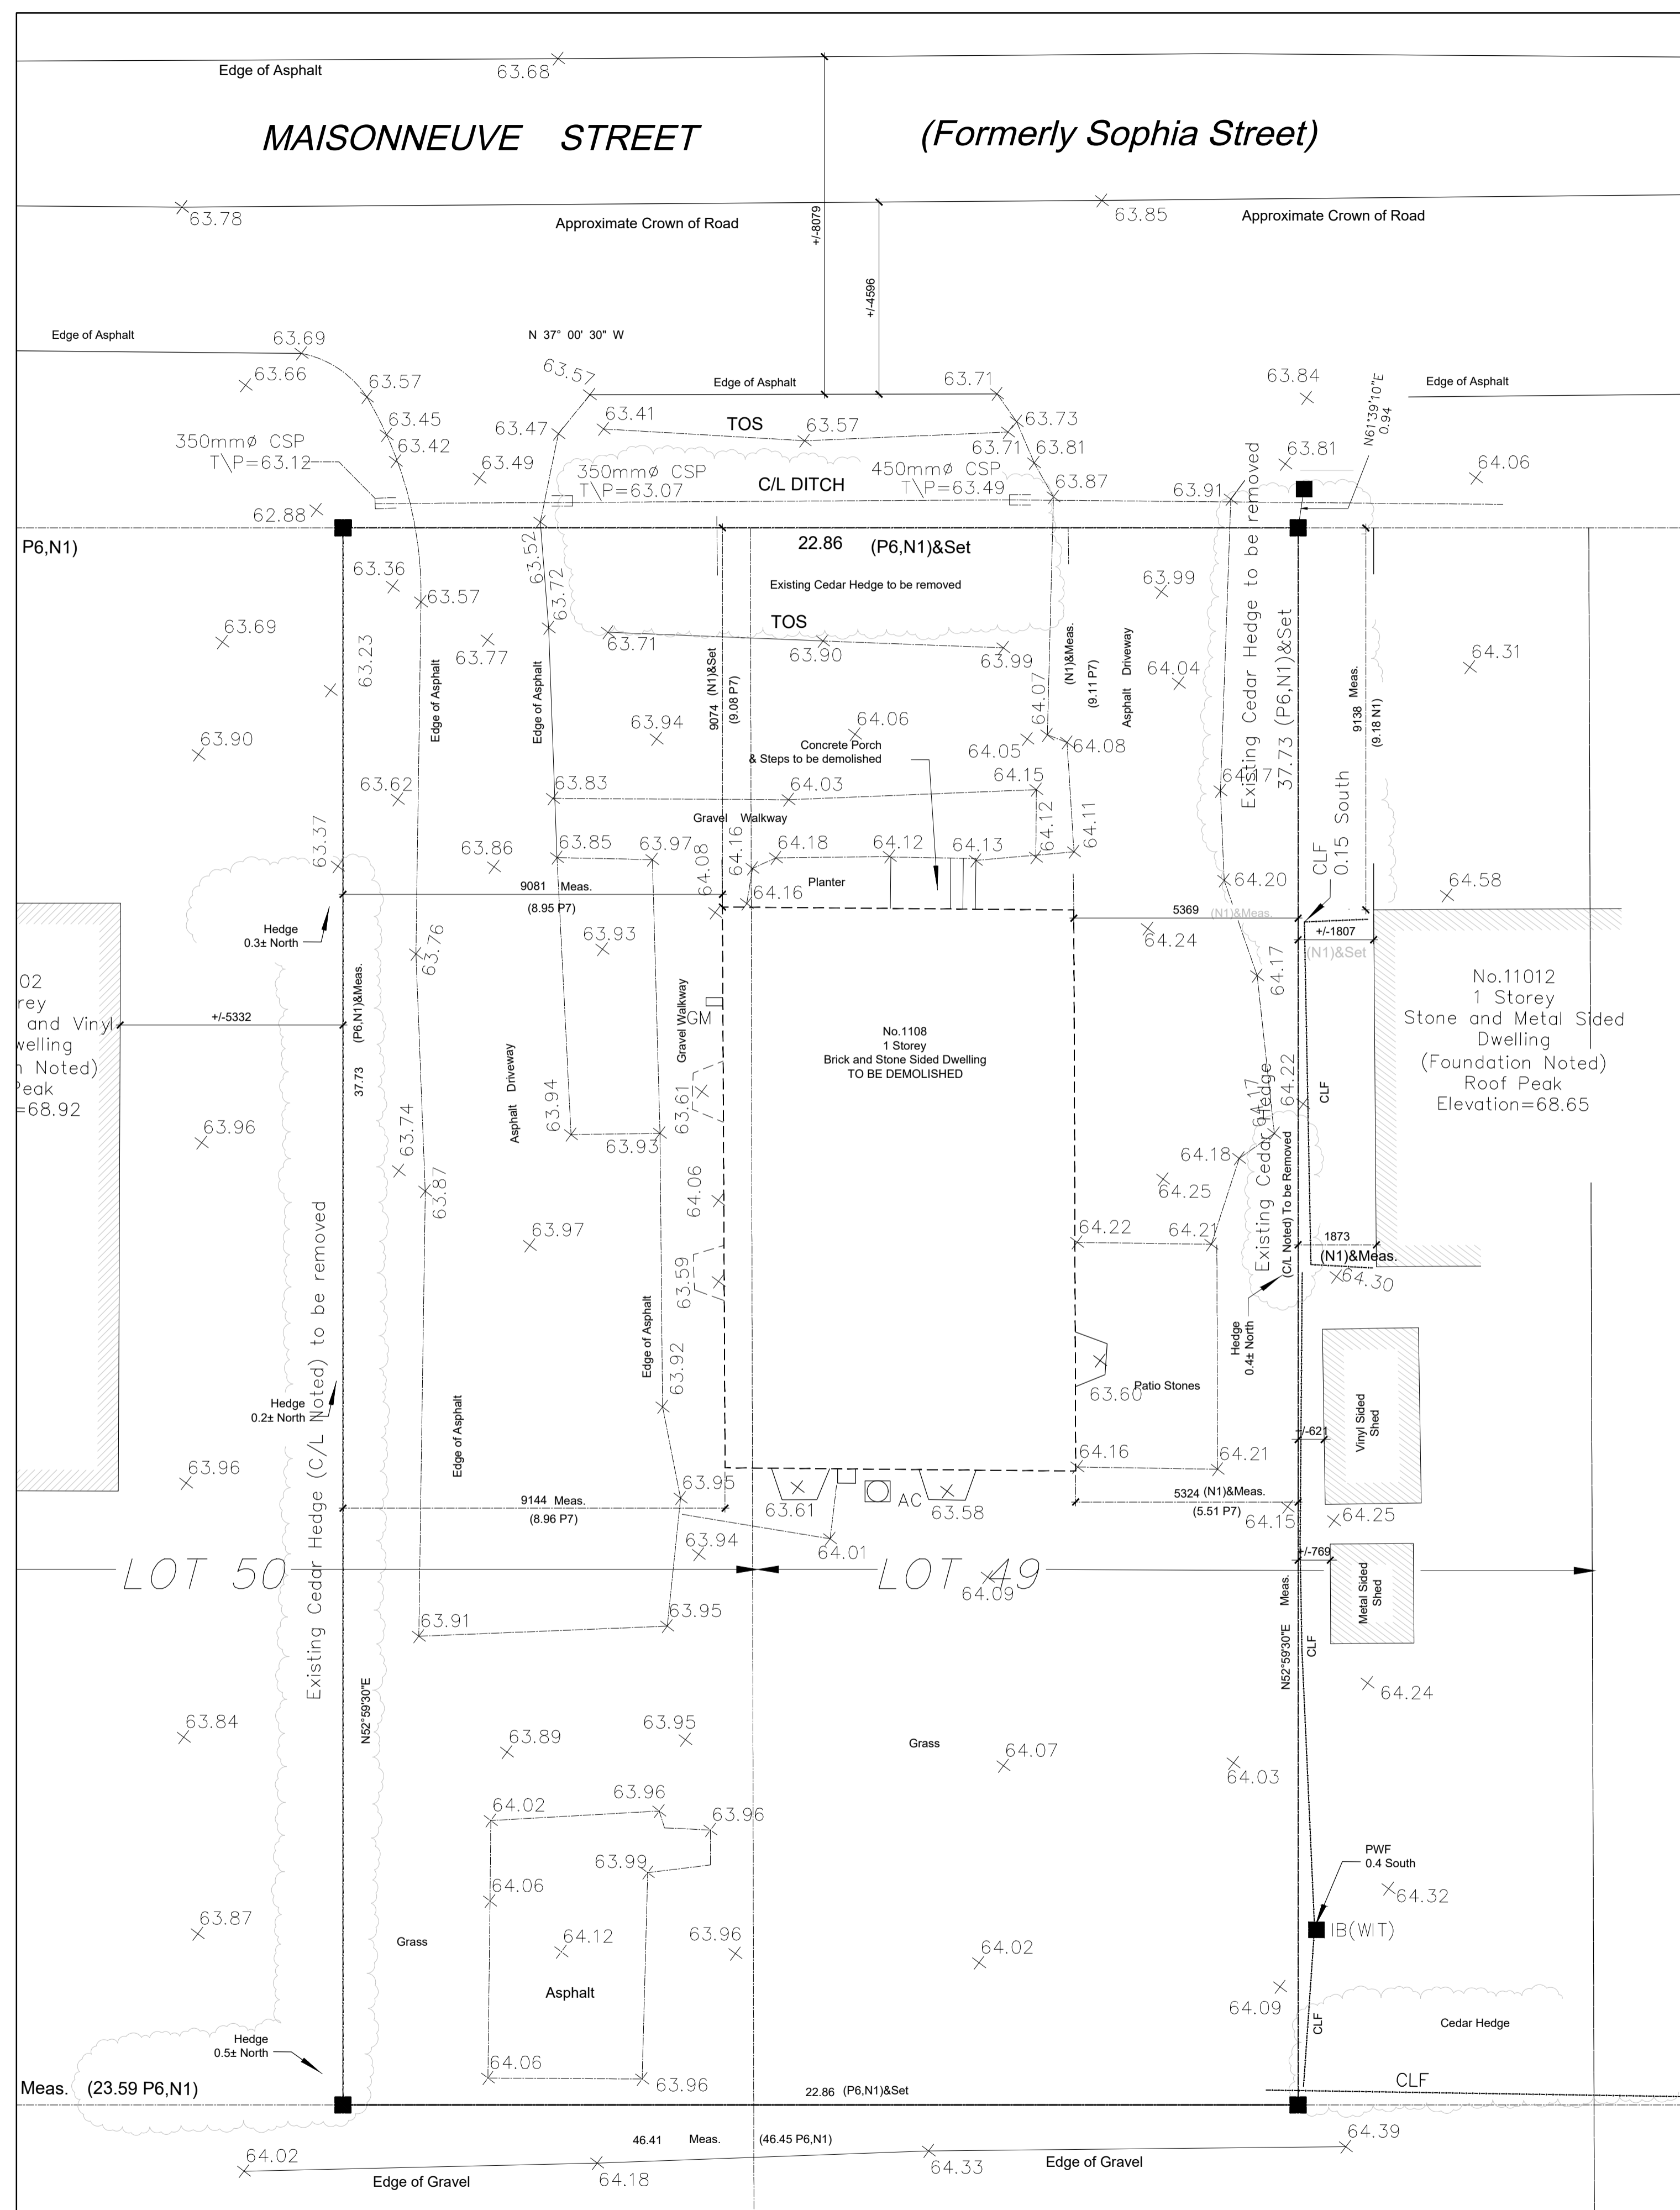 Edge of Asphalt
63.68
MAISONNEUVE STREET
(Formerly Sophia Street)
63.78
Approximate Crown of Road
+/-8079
63.85
Approximate Crown of Road
+/-4596
Edge of Asphalt
63.69
N 37° 00' 30" W
63.66
63.57
63.57
Edge of Asphalt
63.71
63.84
N61°39'10"E
0.94
Edge of Asphalt
63.45
63.42
63.47
63.41
TOS
63.57
63.73
63.71
63.81
63.81
350mmø CSP
T\P=63.12
63.49
350mmø CSP
T\P=63.07
C/L DITCH
450mmø CSP
T\P=63.49
63.87
63.91
64.06
62.88
P6,N1)
63.52
22.86 (P6,N1)&Set
Existing Cedar Hedge to be removed
63.36
63.57
63.72
Existing Cedar Hedge to be removed
63.99
37.73 (P6,N1)&Set
63.69
63.23
63.77
TOS
63.71
63.90
63.99
64.31
Edge of Asphalt
Edge of Asphalt
9074 (N1)&Set
(9.08 P7)
(N1)&Meas.
(9.11 P7)
Asphalt Driveway
64.04
9138 Meas.
(9.18 N1)
63.90
63.94
64.06
64.07
64.05
64.08
Concrete Porch
& Steps to be demolished
63.62
63.83
64.03
64.15
64.17
CLF
0.15 South
Gravel Walkway
63.37
63.86
63.85
63.97
64.08
64.16
64.18
64.12
64.13
64.12
64.11
9081 Meas.
(8.95 P7)
64.16
Planter
64.20
64.58
Hedge
0.3± North
63.76
63.93
5369 (N1)&Meas.
64.24
64.17
+/-1807
(N1)&Set
02
rey
and Vinyl
welling
n Noted)
Peak
=68.92
+/-5332
37.73 (P6,N1)&Meas.
GM
Gravel Walkway
No.1108
1 Storey
Brick and Stone Sided Dwelling
TO BE DEMOLISHED
No.11012
1 Storey
Stone and Metal Sided
Dwelling
(Foundation Noted)
Roof Peak
Elevation=68.65
63.96
63.74
63.87
Asphalt Driveway
63.94
63.93
63.61
64.17
64.22
CLF
Existing Cedar Hedge
(C/L Noted) To be Removed
64.18
64.25
64.06
63.97
64.22
64.21
1873
(N1)&Meas.
64.30
63.59
Existing Cedar Hedge (C/L Noted) to be removed
Edge of Asphalt
63.92
Hedge
0.4± North
63.60
Patio Stones
Hedge
0.2± North
Edge of Asphalt
Vinyl Sided
Shed
+/-621
63.96
63.95
64.16
64.21
9144 Meas.
(8.96 P7)
63.61
AC
63.58
5324 (N1)&Meas.
(5.51 P7)
64.15
64.25
63.94
64.01
+/-769
LOT 50
LOT 49
64.09
Metal Sided
Shed
63.91
63.95
N52°59'30"E Meas.
CLF
64.24
N52°59'30"E
63.84
63.89
63.95
Grass
64.07
64.03
64.02
63.96
63.96
63.99
PWF
0.4 South
64.06
64.32
63.87
Grass
64.12
63.96
64.02
IB(WIT)
Asphalt
64.09
CLF
Cedar Hedge
Hedge
0.5± North
64.06
63.96
Meas. (23.59 P6,N1)
22.86 (P6,N1)&Set
CLF
46.41 Meas. (46.45 P6,N1)
64.02
Edge of Gravel
64.18
64.33
Edge of Gravel
64.39